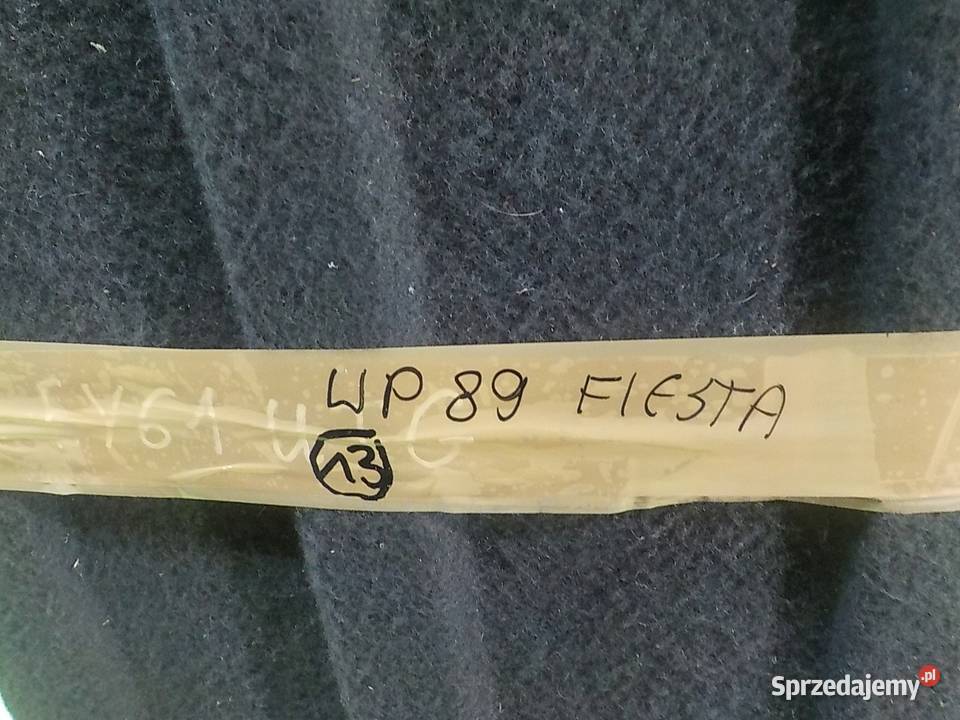 WP 89 FIESTA
13
Sprzedajemy.pl